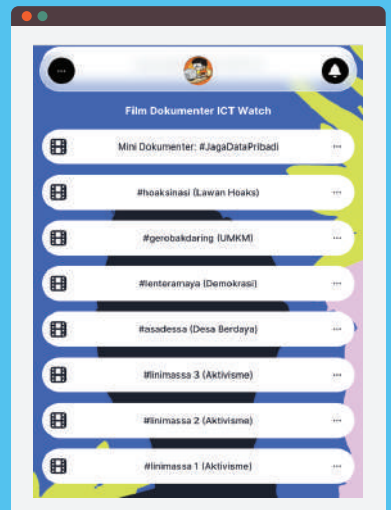 Film Dokumenter ICT Watch
Mini Dokumenter: #JagaDataPribadi
#hoaksinasi (Lawan Hoaks)
#gerobakdaring (UMKM)
#lenteramaya (Demokrasi)
#asadessa (Desa Berdaya)
#linimassa 3 (Aktivisme)
#linimassa 2 (Aktivisme)
#linimassa 1 (Aktivisme)